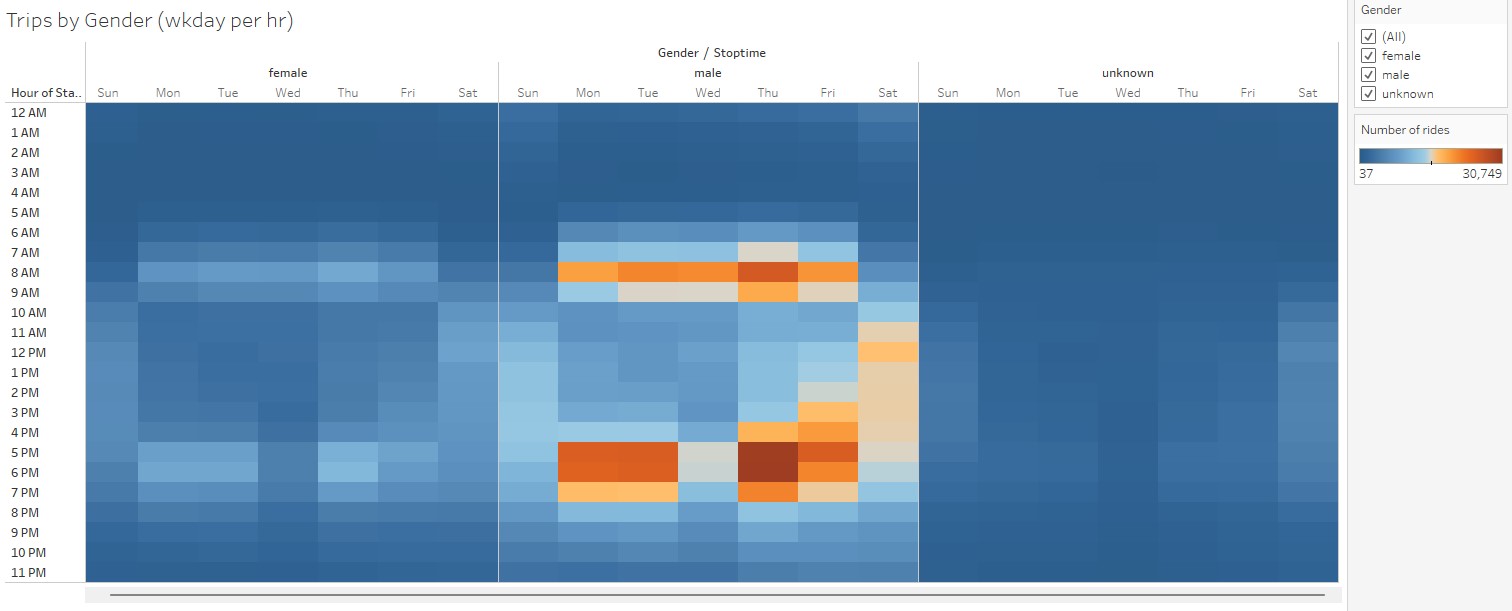 Trips by Gender (wkday per hr)
Gender / Stoptime
female male unknown
Hour of Sta.. Sun Mon Tue Wed Thu Fri Sat Sun Mon Tue Wed Thu Fri Sat Sun Mon Tue Wed Thu Fri Sat
12 AM
1 AM
2 AM
3 AM
4 AM
5 AM
6 AM
7 AM
8 AM
9 AM
10 AM
11 AM
12 PM
1 PM
2 PM
3 PM
4 PM
5 PM
6 PM
7 PM
8 PM
9 PM
10 PM
11 PM
Gender
(All)
female
male
unknown
Number of rides
37 30,749